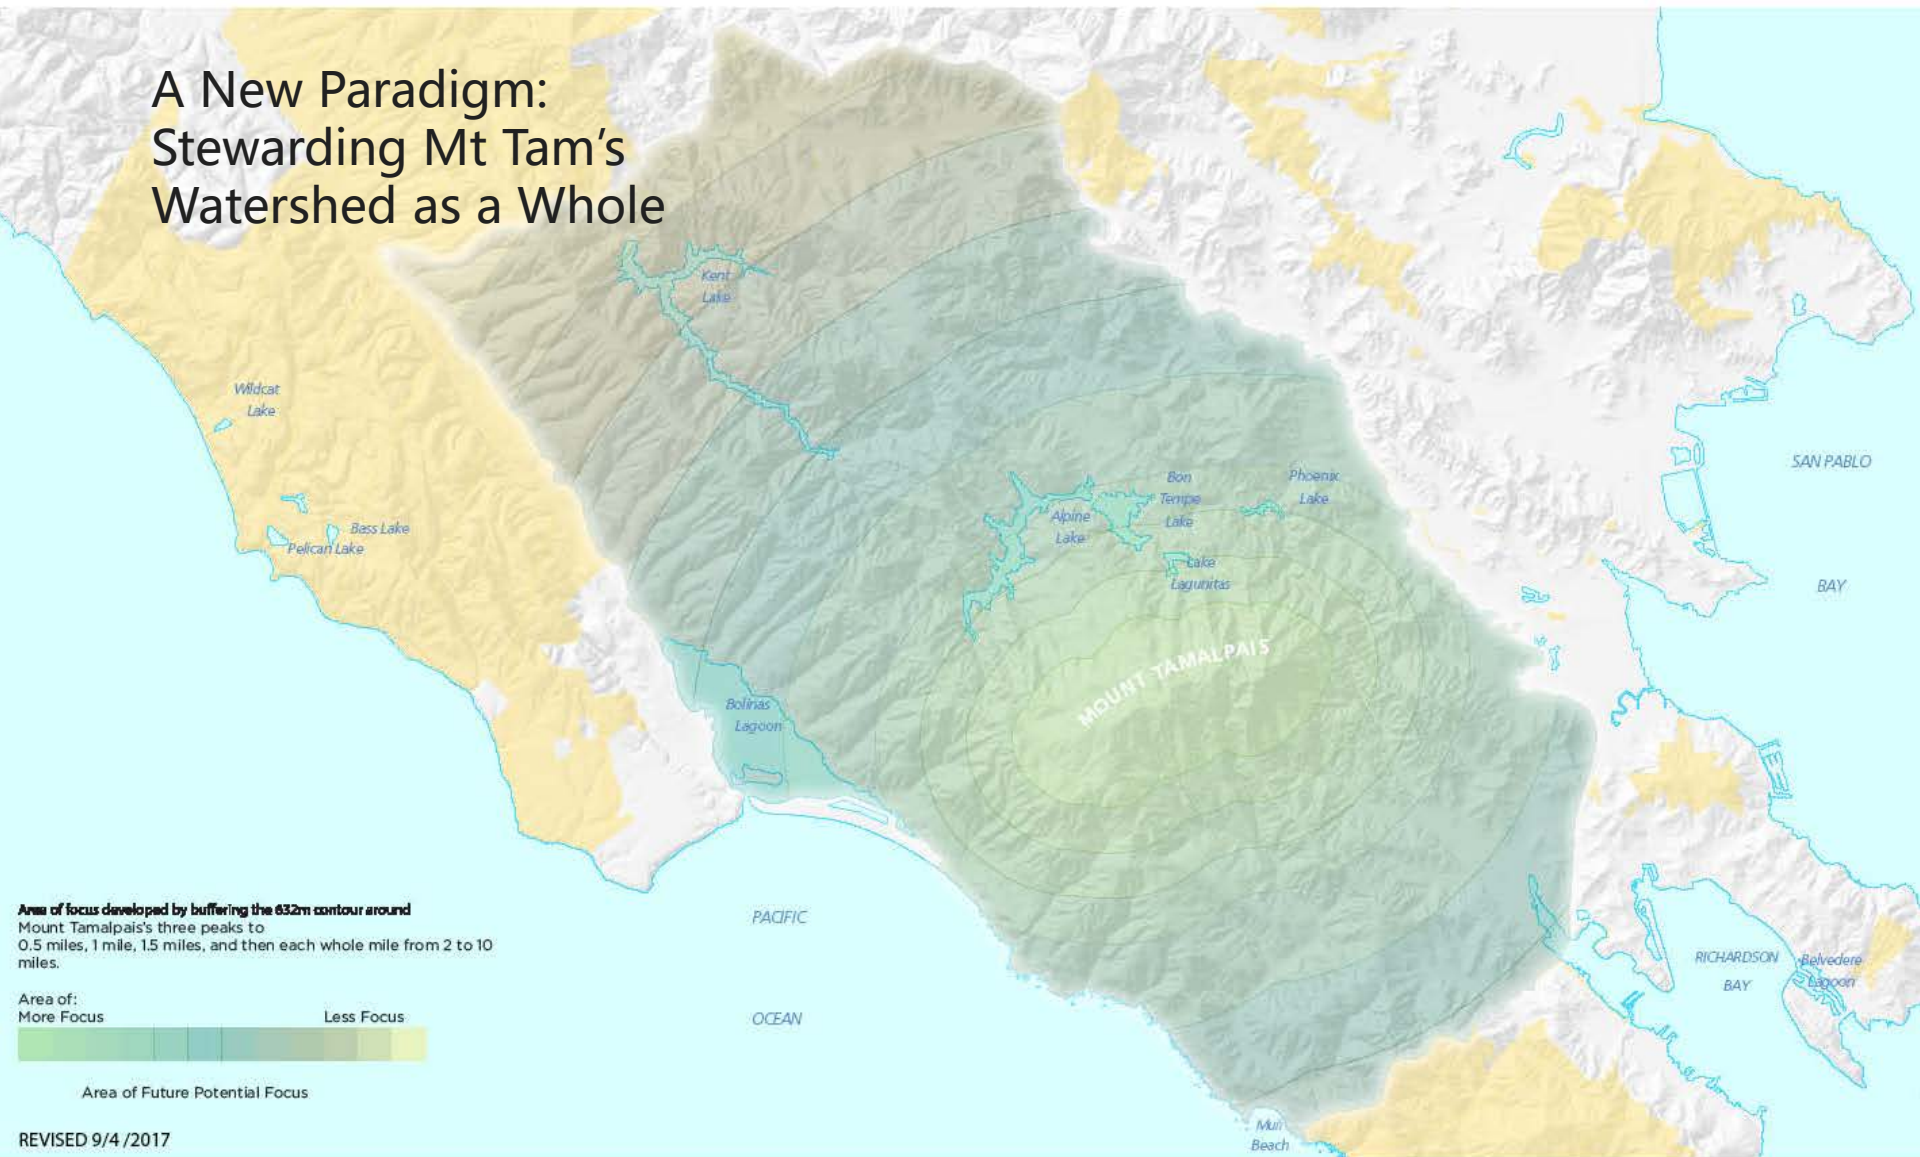 A New Paradigm:
Stewarding Mt Tam's
Watershed as a Whole
Kent
Lake
Wildcat
Lake
SAN PABLO
Bon
Tempe
Lake
Phoenix
Lake
Alpine
Lake
Bass Lake
Pelican Lake
Lake
Lagunitas
BAY
MOUNT TAMALPAIS
Bolinas
Lagoon
Area of focus developed by buffering the 632m contour around
Mount Tamalpais's three peaks to
0.5 miles, 1 mile, 1.5 miles, and then each whole mile from 2 to 10
miles.
PACIFIC
OCEAN
RICHARDSON
BAY
Belvedere
Lagoon
Area of:
More Focus
Less Focus
Area of Future Potential Focus
REVISED 9/4 /2017
Muri
Beach